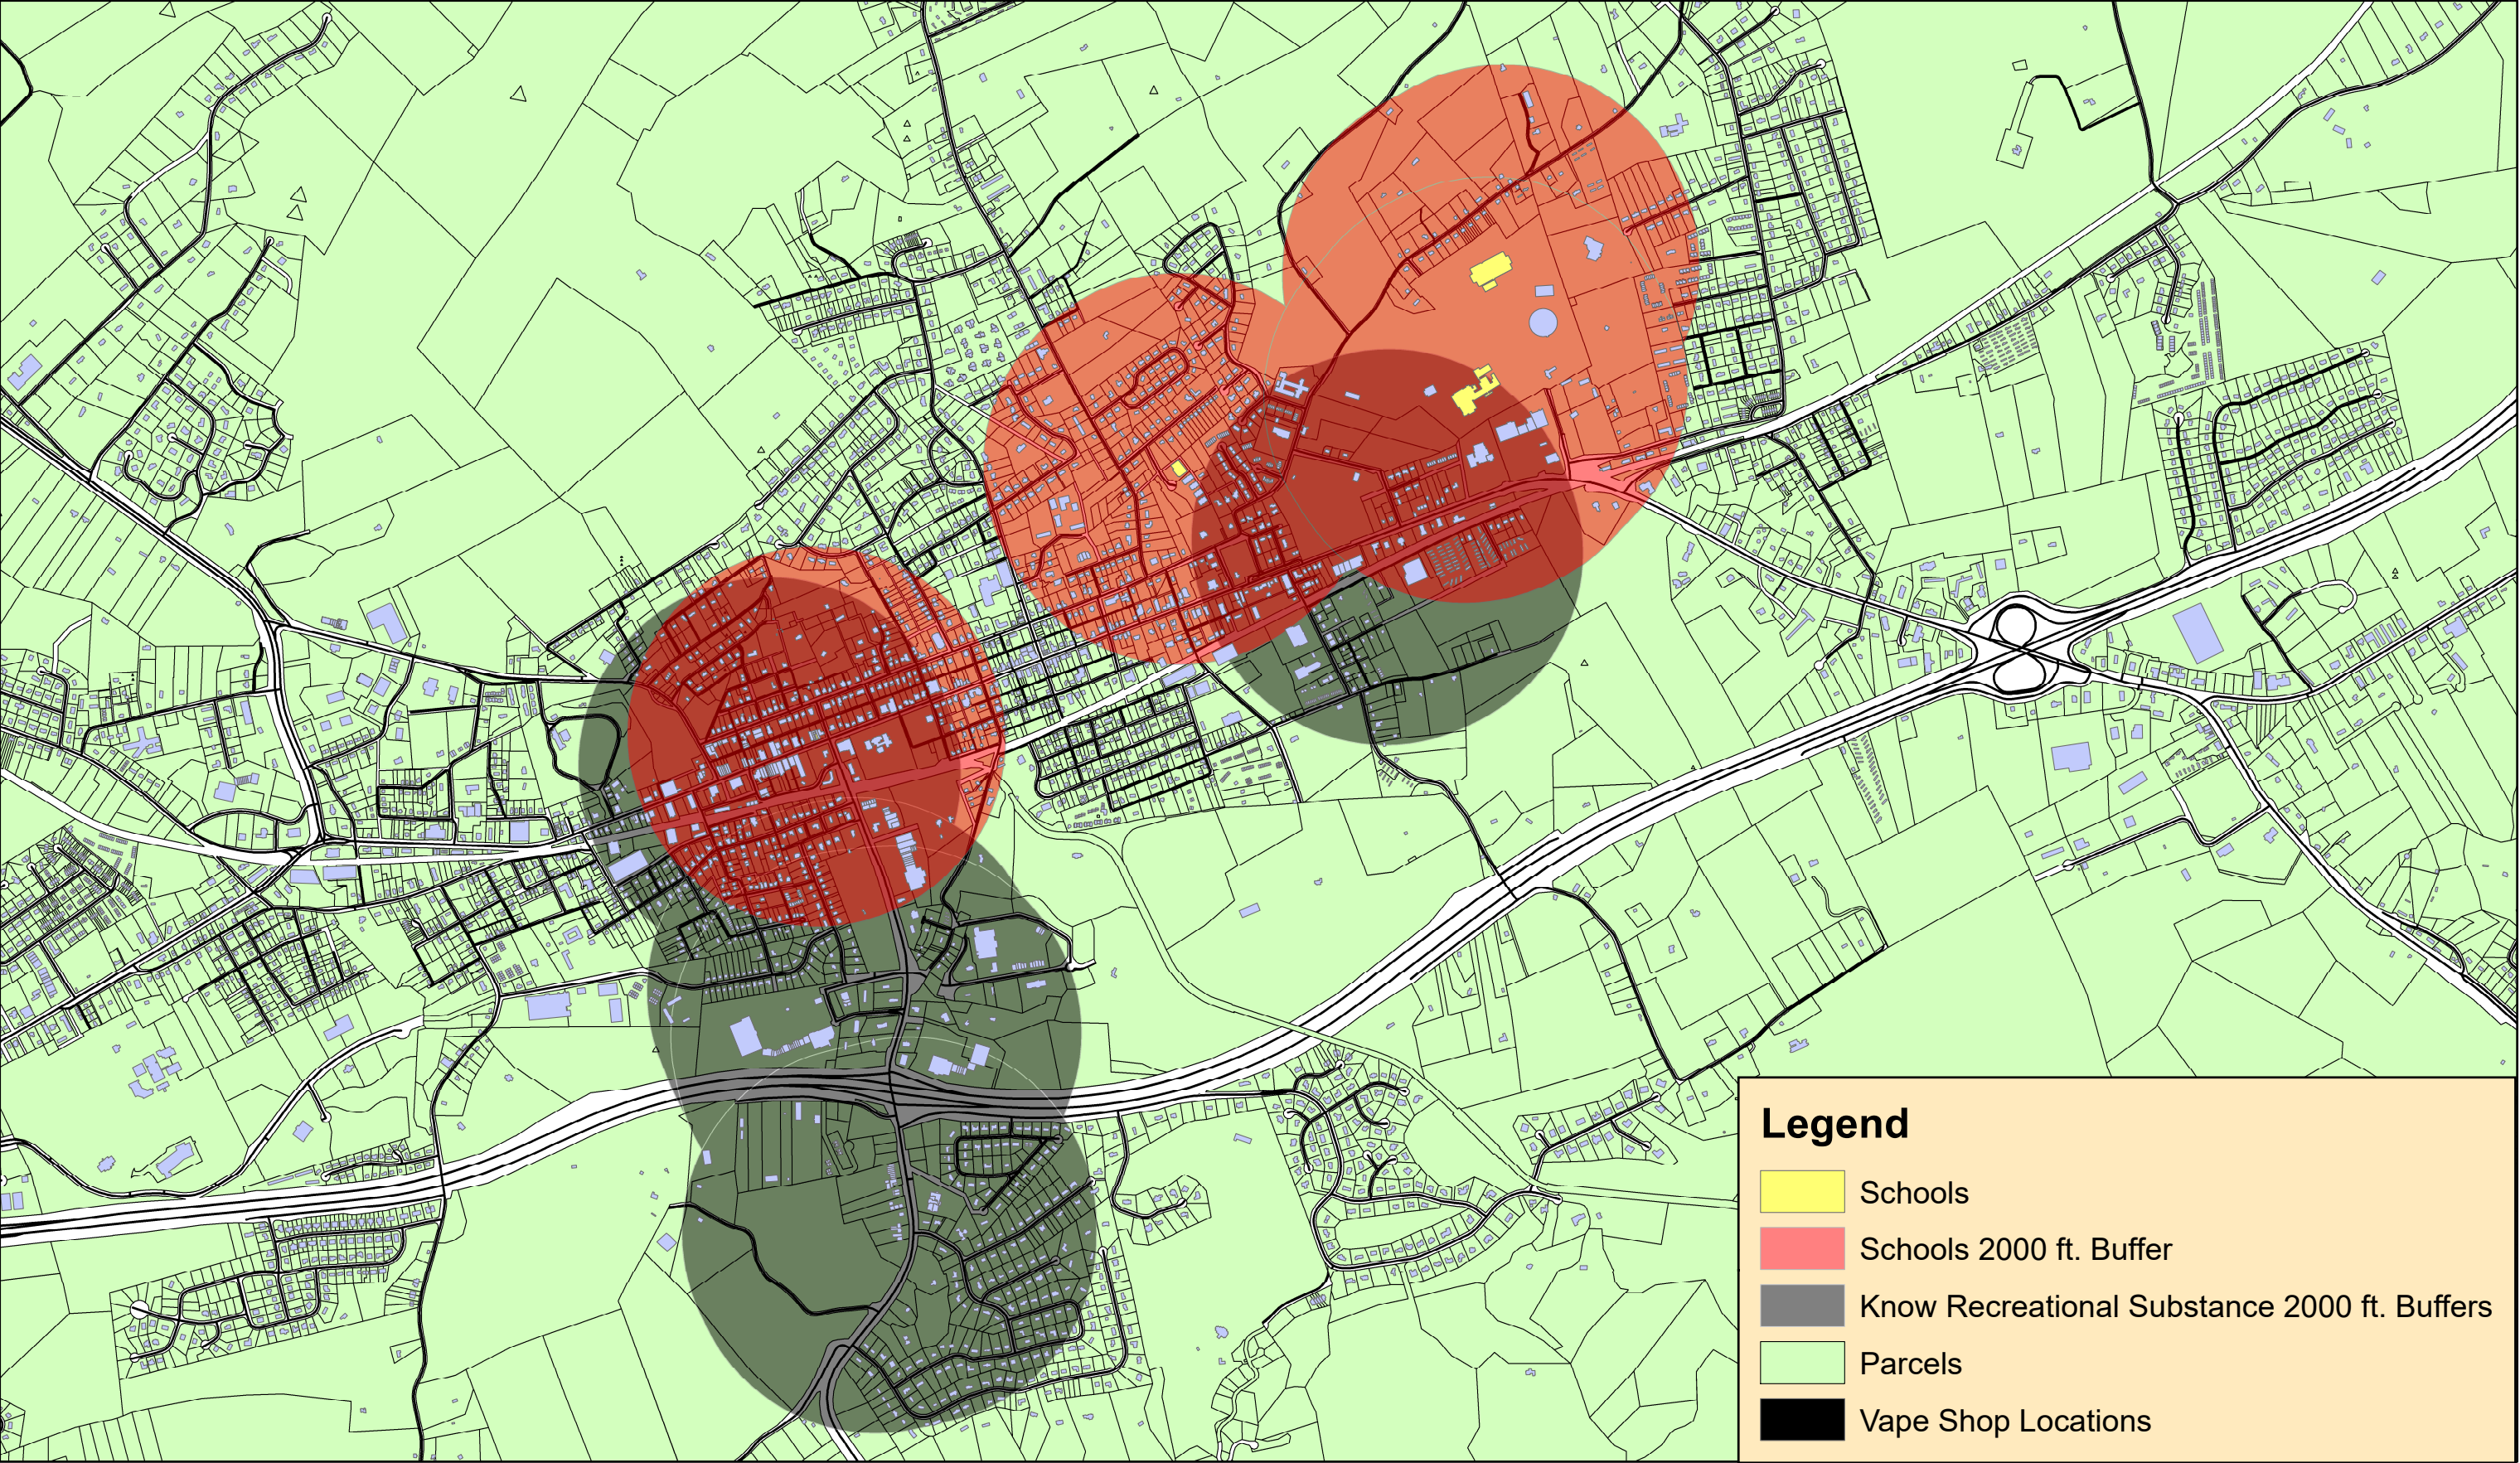 Legend
Schools
Schools 2000 ft. Buffer
Know Recreational Substance 2000 ft. Buffers
Parcels
Vape Shop Locations